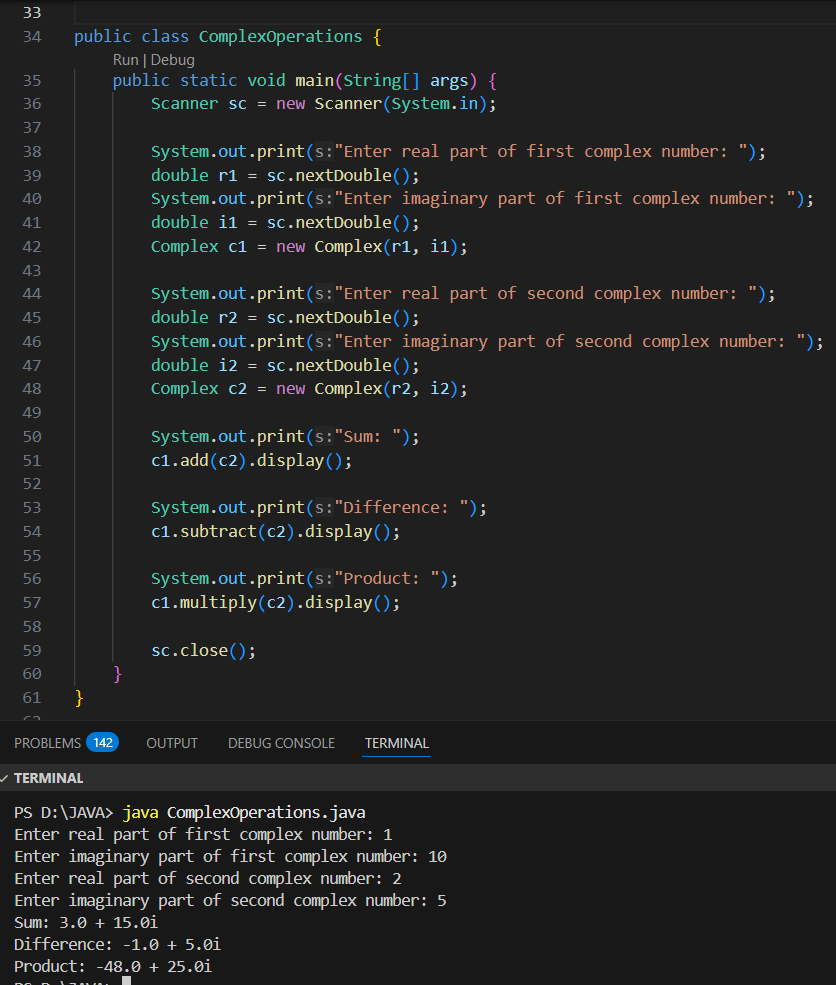 33
34 public class ComplexOperations {
Run | Debug
35 public static void main(String[] args) {
36 Scanner sc = new Scanner(System.in);
37
38 System.out.print(s:"Enter real part of first complex number: ");
39 double r1 = sc.nextDouble();
40 System.out.print(s:"Enter imaginary part of first complex number: ");
41 double i1 = sc.nextDouble();
42 Complex c1 = new Complex(r1, i1);
43
44 System.out.print(s:"Enter real part of second complex number: ");
45 double r2 = sc.nextDouble();
46 System.out.print(s:"Enter imaginary part of second complex number: ");
47 double i2 = sc.nextDouble();
48 Complex c2 = new Complex(r2, i2);
49
50 System.out.print(s:"Sum: ");
51 c1.add(c2).display();
52
53 System.out.print(s:"Difference: ");
54 c1.subtract(c2).display();
55
56 System.out.print(s:"Product: ");
57 c1.multiply(c2).display();
58
59 sc.close();
60 }
61 }
62
PROBLEMS 142 OUTPUT DEBUG CONSOLE TERMINAL
TERMINAL
PS D:\JAVA> java ComplexOperations.java
Enter real part of first complex number: 1
Enter imaginary part of first complex number: 10
Enter real part of second complex number: 2
Enter imaginary part of second complex number: 5
Sum: 3.0 + 15.0i
Difference: -1.0 + 5.0i
Product: -48.0 + 25.0i
PS D:\JAVA>